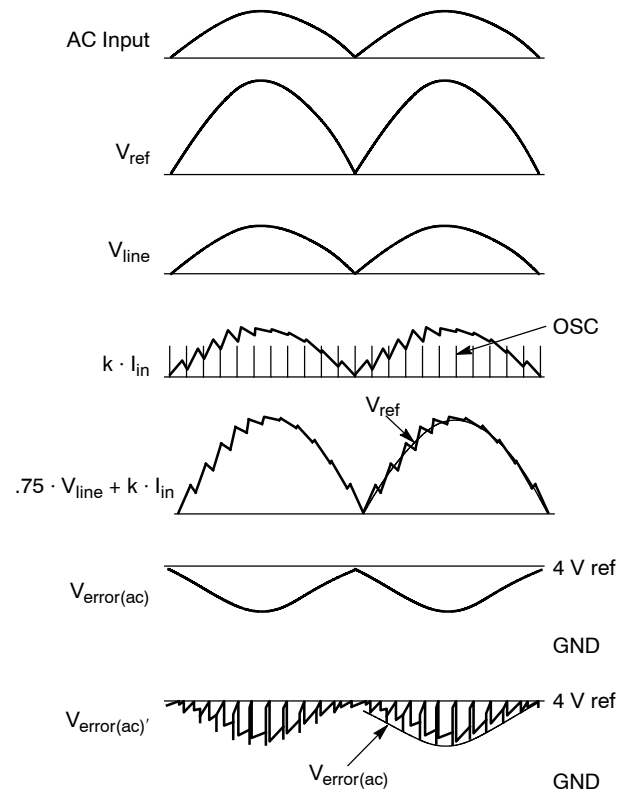 AC Input
Vref
Vline
OSC
k · Iin
Vref
.75 · Vline + k · Iin
4 V ref
Verror(ac)
GND
4 V ref
Verror(ac)′
Verror(ac)
GND